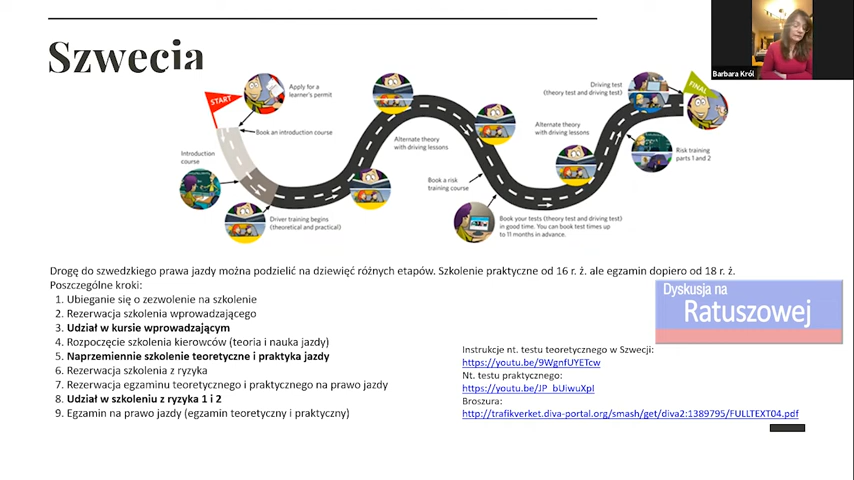 Barbara Król
Szwecja
START
Apply for a
learner's permit
Book an introduction course
Introduction
course
Driver training begins
(theoretical and practical)
Alternate theory
with driving lessons
Book a risk
training course
Book your tests (theory test and driving test)
in good time. You can book test times up
to 11 months in advance.
Alternate theory
with driving lessons
Driving test
(theory test and driving test)
FINAL
Risk training
parts 1 and 2
Drogę do szwedzkiego prawa jazdy można podzielić na dziewięć różnych etapów. Szkolenie praktyczne od 16 r. ż. ale egzamin dopiero od 18 r. ż.
Poszczególne kroki:
1. Ubieganie się o zezwolenie na szkolenie
2. Rezerwacja szkolenia wprowadzającego
3. Udział w kursie wprowadzającym
4. Rozpoczęcie szkolenia kierowców (teoria i nauka jazdy)
5. Naprzemiennie szkolenie teoretyczne i praktyka jazdy
6. Rezerwacja szkolenia z ryzyka
7. Rezerwacja egzaminu teoretycznego i praktycznego na prawo jazdy
8. Udział w szkoleniu z ryzyka 1 i 2
9. Egzamin na prawo jazdy (egzamin teoretyczny i praktyczny)
Dyskusja na
Ratuszowej
Instrukcje nt. testu teoretycznego w Szwecji:
https://youtu.be/9WgnfUYETcw
Nt. testu praktycznego:
https://youtu.be/JP_bUiwuXpI
Broszura:
http://trafikverket.diva-portal.org/smash/get/diva2:1389795/FULLTEXT04.pdf